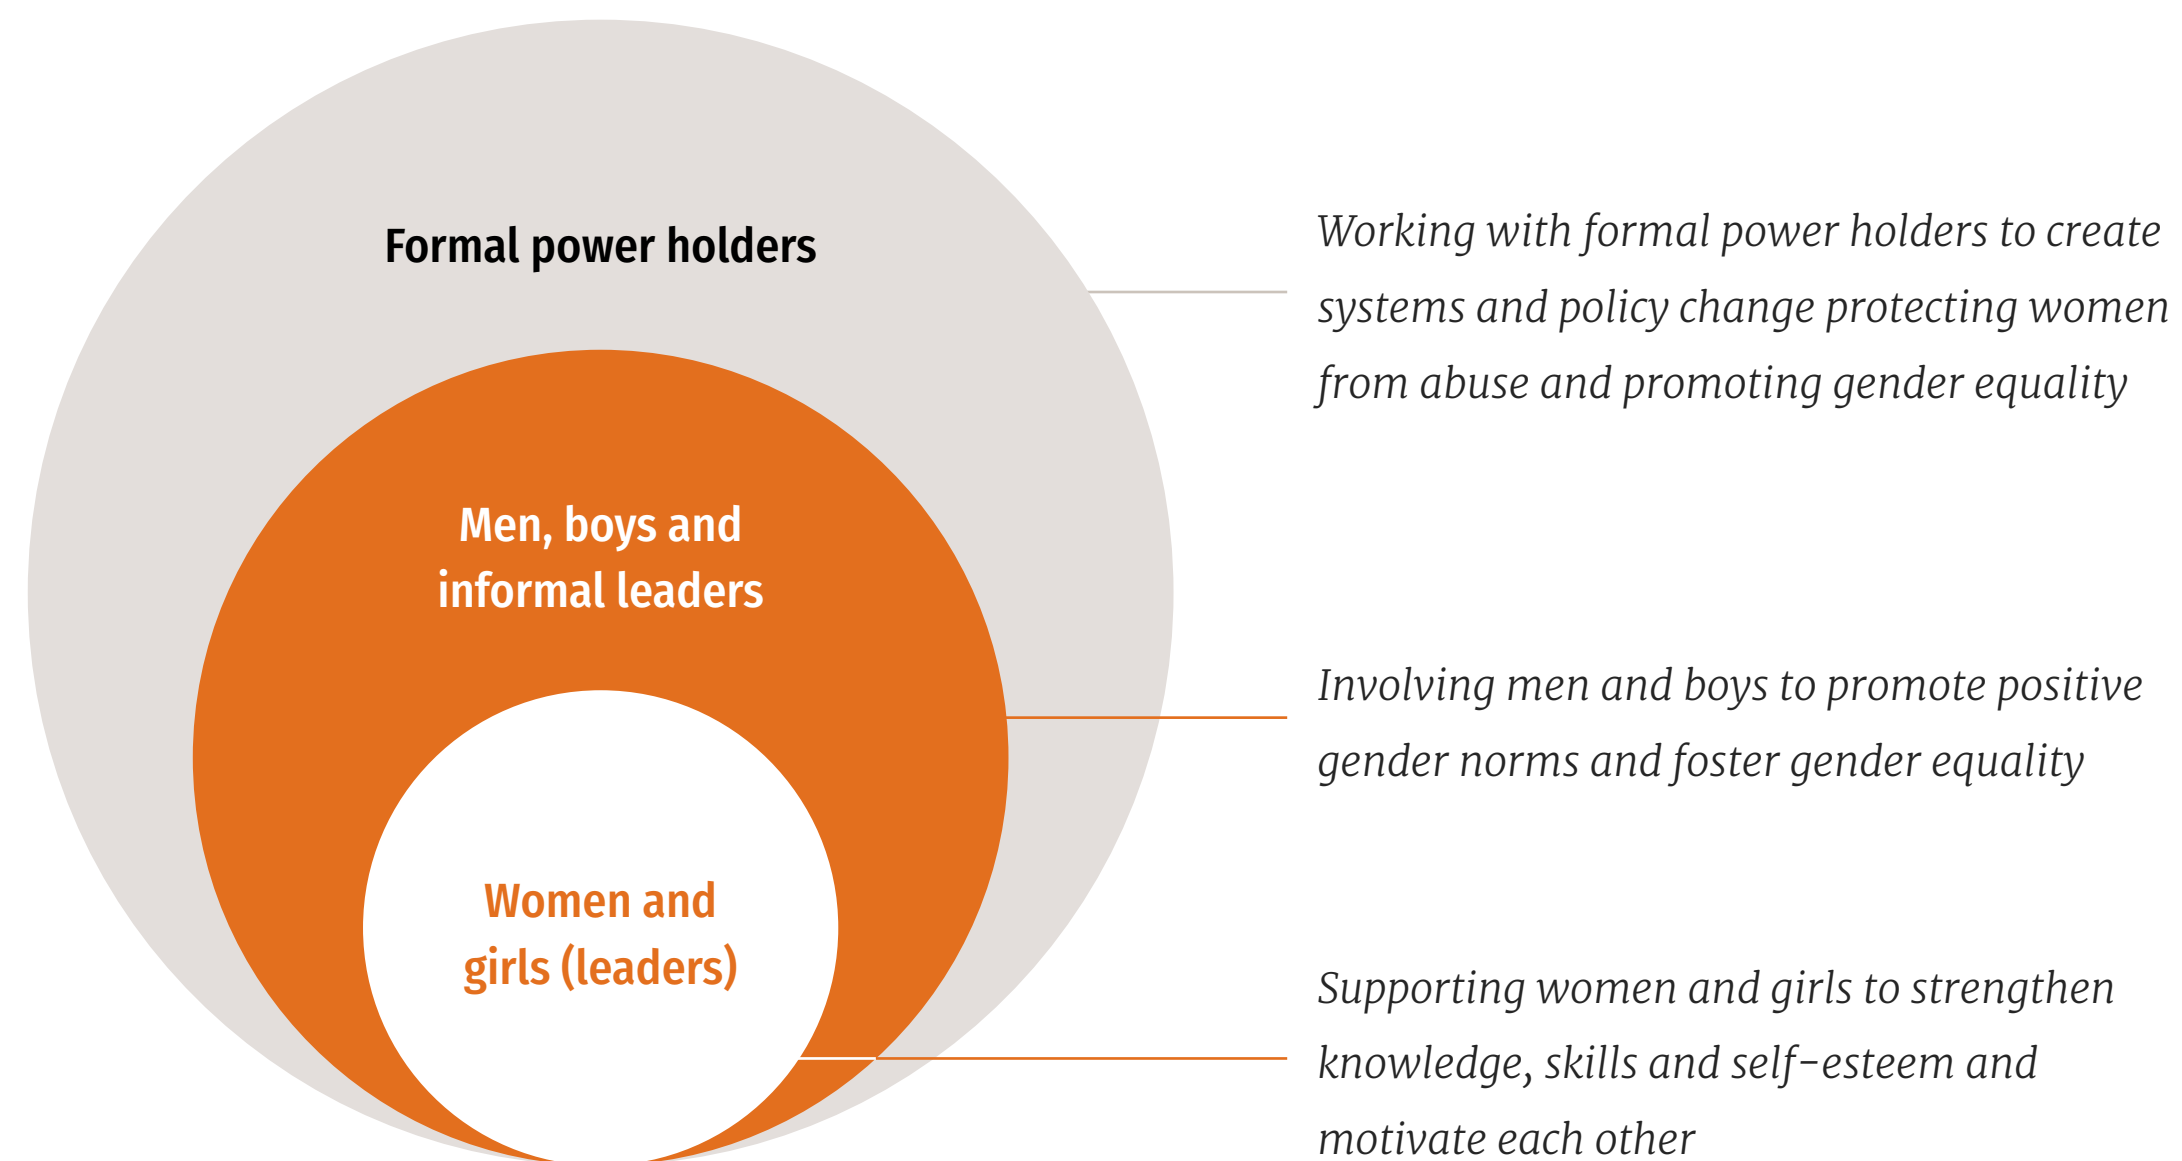 Formal power holders
Working with formal power holders to create
systems and policy change protecting women
from abuse and promoting gender equality
Men, boys and
informal leaders
Involving men and boys to promote positive
gender norms and foster gender equality
Women and
girls (leaders)
Supporting women and girls to strengthen
knowledge, skills and self-esteem and
motivate each other